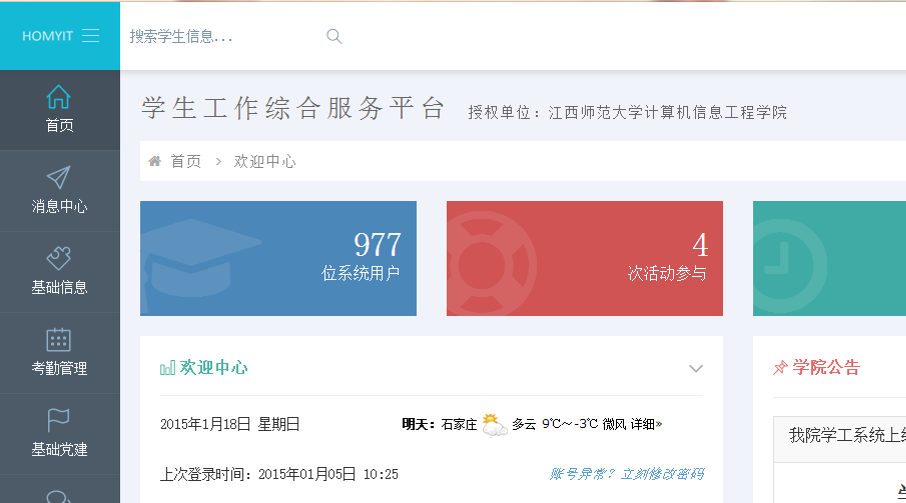 HOMYIT
搜索学生信息...
首页
消息中心
基础信息
考勤管理
基础党建
学生工作综合服务平台 授权单位：江西师范大学计算机信息工程学院
首页 > 欢迎中心
977
位系统用户
4
次活动参与
欢迎中心
2015年1月18日 星期日
明天：石家庄 多云 9℃～-3℃ 微风 详细»
上次登录时间：2015年01月05日 10:25
账号异常？立刻修改密码
学院公告
我院学工系统上